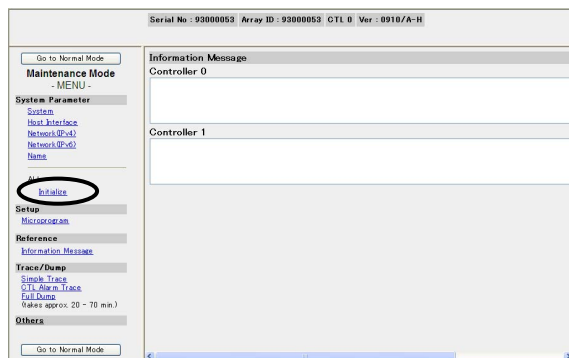 Serial No : 93000053 Array ID : 93000053 CTL 0 Ver : 0910/A-H
Go to Normal Mode
Maintenance Mode
- MENU -
System Parameter
System
Host Interface
Network(IPv4)
Network(IPv6)
Name
Initialize
Setup
Microprogram
Reference
Information Message
Trace/Dump
Simple Trace
CTL Alarm Trace
Full Dump
(takes approx. 20 - 70 min.)
Others
Go to Normal Mode
Information Message
Controller 0
Controller 1